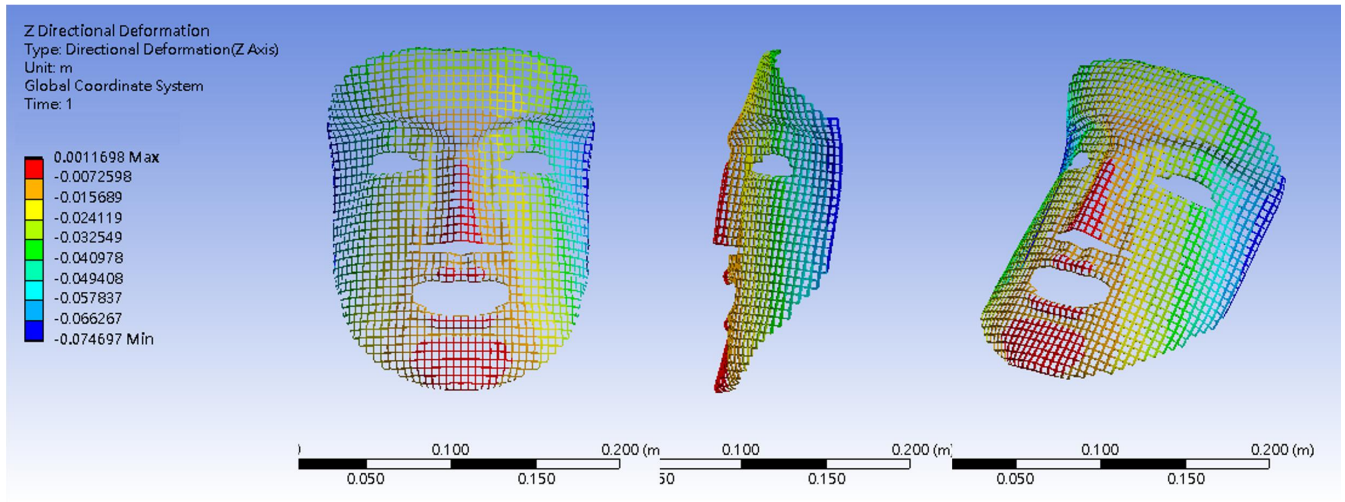 Z Directional Deformation
Type: Directional Deformation(Z Axis)
Unit: m
Global Coordinate System
Time: 1
0.0011698 Max
-0.0072598
-0.015689
-0.024119
-0.032549
-0.040978
-0.049408
-0.057837
-0.066267
-0.074697 Min
) 0.100 0.200 (m)
0.050 0.150
0.100 0.200 (m)
50 0.150
0.100 0.200 (m)
0.050 0.150